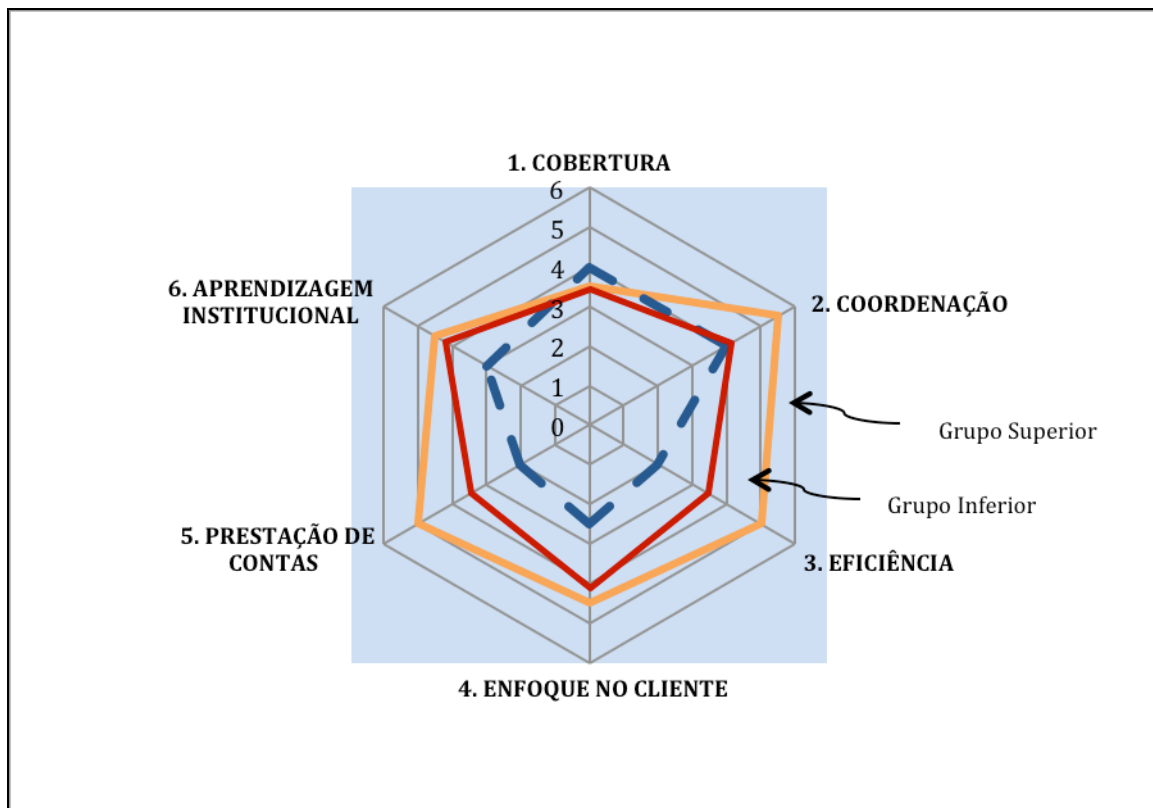 1. COBERTURA
6
5
4
3
2
1
0
2. COORDENAÇÃO
3. EFICIÊNCIA
4. ENFOQUE NO CLIENTE
5. PRESTAÇÃO DE
CONTAS
6. APRENDIZAGEM
INSTITUCIONAL
Grupo Superior
Grupo Inferior